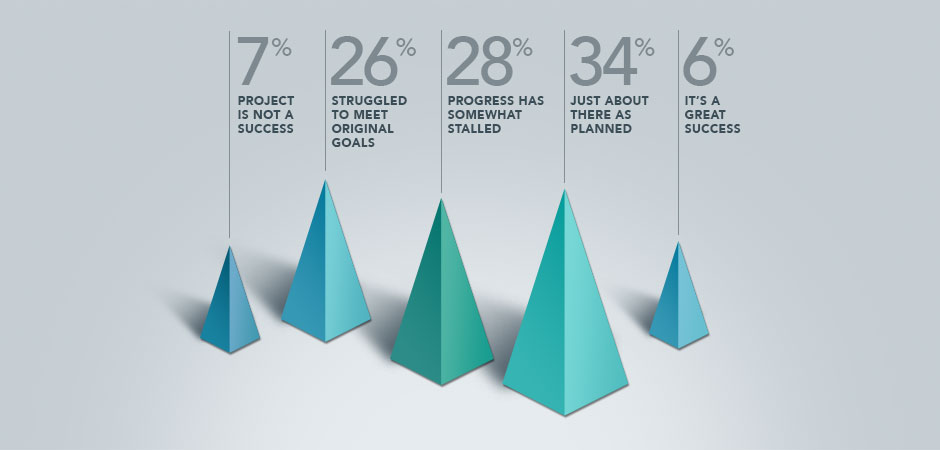 7%
PROJECT
IS NOT A
SUCCESS
26%
STRUGGLED
TO MEET
ORIGINAL
GOALS
28%
PROGRESS HAS
SOMEWHAT
STALLED
34%
JUST ABOUT
THERE AS
PLANNED
6%
IT'S A
GREAT
SUCCESS